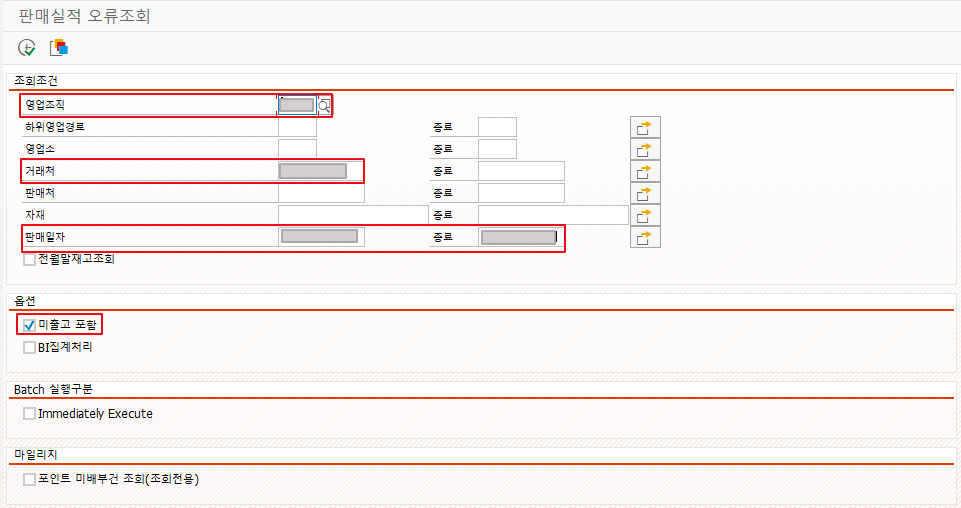 판매실적 오류조회
조회조건
영업조직
하위영업경로 종료
영업소 종료
거래처 종료
판매처 종료
자재 종료
판매일자 종료
전월말재고조회
옵션
미출고 포함
BI집계처리
Batch 실행구분
Immediately Execute
마일리지
포인트 미배부건 조회(조회전용)